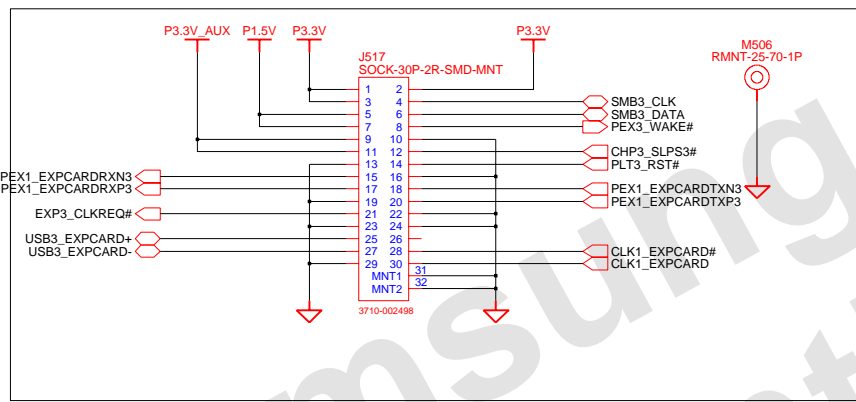 P3.3V_AUX P1.5V P3.3V P3.3V
J517
SOCK-30P-2R-SMD-MNT
M506
RMNT-25-70-1P
1 2
3 4 SMB3_CLK
5 6 SMB3_DATA
7 8 PEX3_WAKE#
9 10
11 12 CHP3_SLPS3#
13 14 PLT3_RST#
PEX1_EXPCARDRXN3 15 16
PEX1_EXPCARDRXP3 17 18 PEX1_EXPCARDTXN3
19 20 PEX1_EXPCARDTXP3
EXP3_CLKREQ# 21 22
23 24
USB3_EXPCARD+ 25 26
USB3_EXPCARD- 27 28 CLK1_EXPCARD#
29 30 CLK1_EXPCARD
MNT1 31
MNT2 32
3710-002498
msung